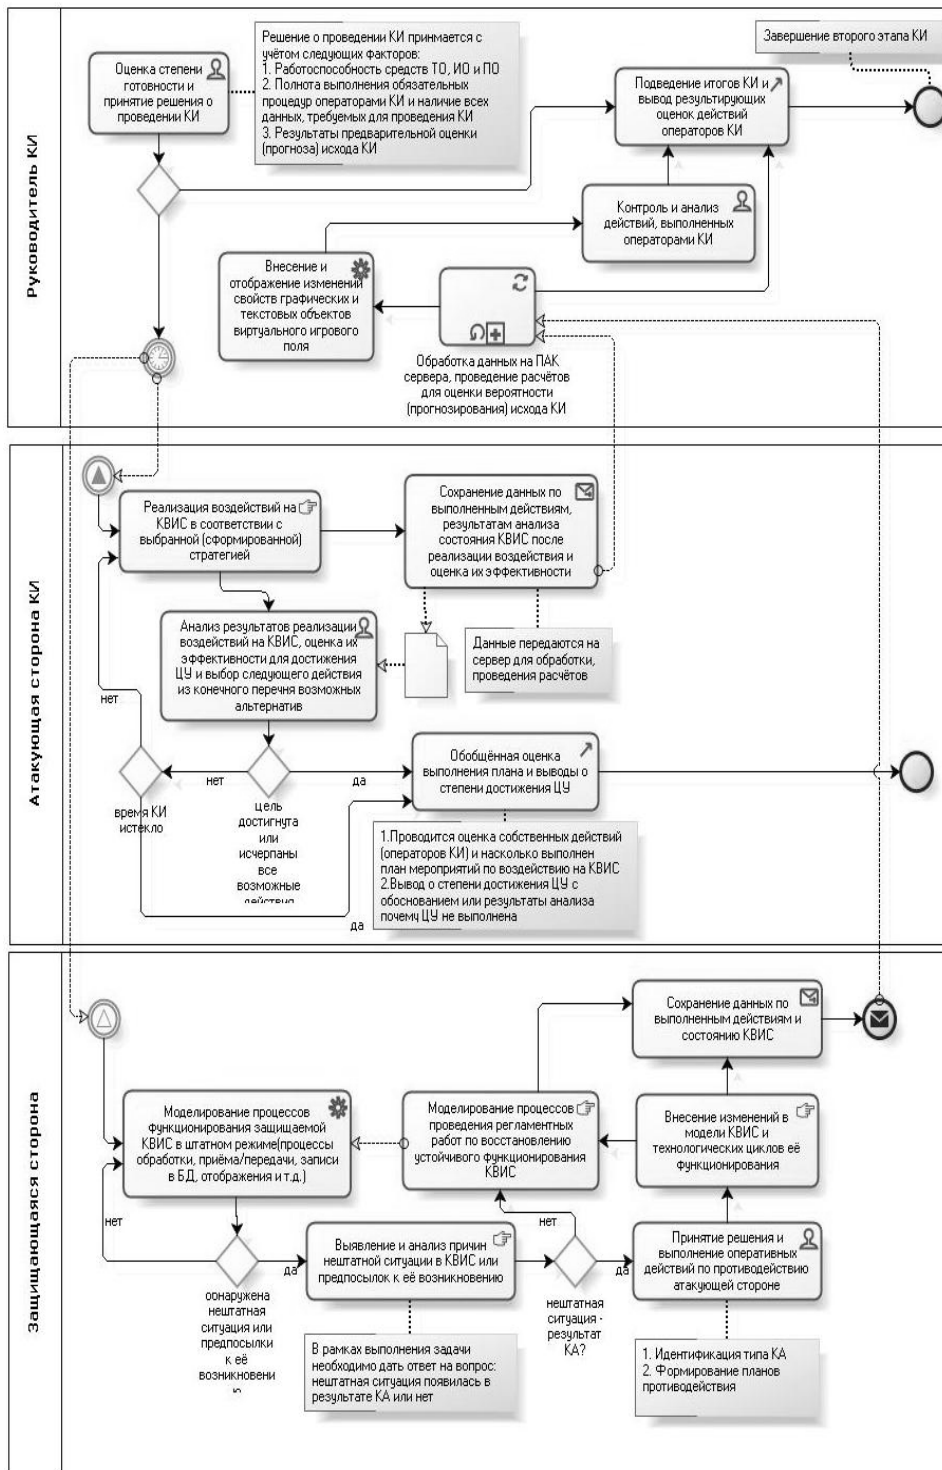 Руководитель КИ
Оценка степени
готовности и
принятие решения о
проведении КИ
Решение о проведении КИ принмается с
учётом следующих факторов:
1. Работоспособность средств ТО, ИО и ПО
2. Полнота выполнения обязательных
процедур операторами КИ и наличие всех
данных, требуемых для проведения КИ
3. Результаты предварительной оценки
(прогноза) исхода КИ
Завершение второго этапа КИ
Подведение итогов КИ и
вывод результирующих
оценок действий
операторов КИ
Контроль и анализ
действий, выполненных
операторами КИ
Внесение и
отображение изменений
свойств графических и
текстовых объектов
виртуального игрового
поля
Обработка данных на ПАК
сервера, проведение расчётов
для оценки вероятности
(прогнозирования) исхода КИ
Атакующая сторона КИ
Реализация воздействий на
КВИС в соответствии с
выбранной (сформированной)
стратегией
Сохранение данных по
выполненным действиям,
результатам анализа
состояния КВИС после
реализации воздействия и
оценка их эффективности
Анализ результатов реализации
воздействий на КВИС, оценка их
эффективности для достижения
ЦУ и выбор следующего действия
из конечного перечня возможных
альтернатив
Данные передаются на
сервер для обработки,
проведения расчётов
нет
нет
да
время КИ
истекло
цель
достигнута
или
исчерпаны
все
возможные
действия
Обобщённая оценка
выполнения плана и выводы о
степени достижения ЦУ
1.Проводится оценка собственных действий
(операторов КИ) и насколько выполнен
план мероприятий по воздействию на КВИС
2.Вывод о степени достижения ЦУ с
обоснованием или результаты анализа
почему ЦУ не выполнена
да
Защищающаяся сторона
Сохранение данных по
выполненным действиям и
состоянию КВИС
Моделирование процессов
функционирования защищаемой
КВИС в штатном режиме(процессы
обработки, приёма/передачи, записи
в БД, отображения и т.д.)
Моделирование процессов
проведения регламентных
работ по восстановлению
устойчивого функционирования
КВИС
Внесение изменений в
модели КВИС и
технологических циклов её
функционирования
нет
да
обнаружена
нештатная
ситуация или
предпосылки
к её
возникновени
Выявление и анализ причин
нештатной ситуации в КВИС или
предпосылок к её возникновению
нет
да
нештатная
ситуация -
результат
КА?
Принятие решения и
выполнение оперативных
действий по противодействию
атакующей стороне
В рамках выполнения задачи
необходимо дать ответ на вопрос:
нештатная ситуация появилась в
результате КА или нет
1. Идентификация типа КА
2. Формирование планов
противодействия